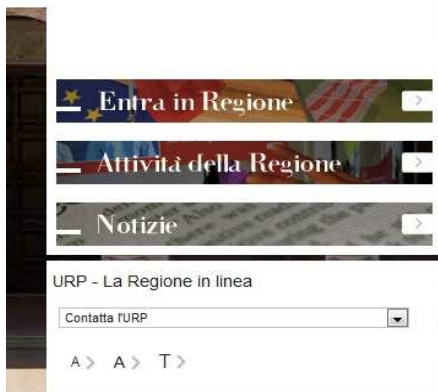 Entra in Regione
Attività della Regione
Notizie
URP - La Regione in linea
Contatta l'URP
A > A > T >